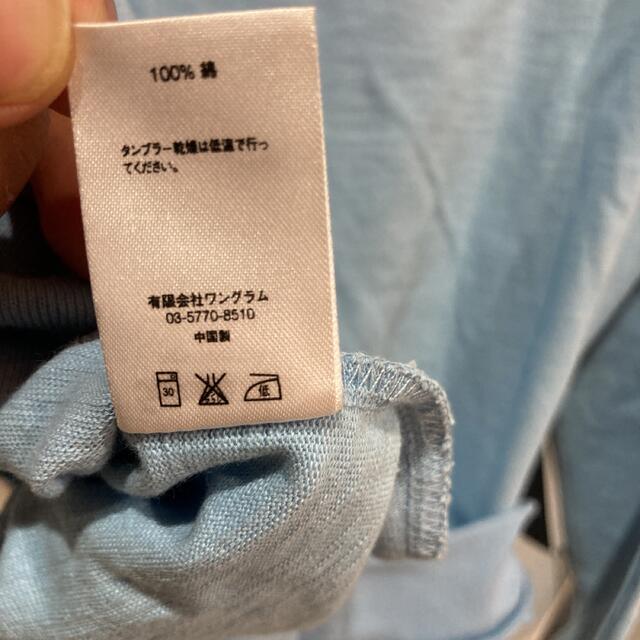 100% 綿
タンブラー乾燥は低温で行っ
てください。
有限会社ワングラム
03-5770-8510
中国製
30
低